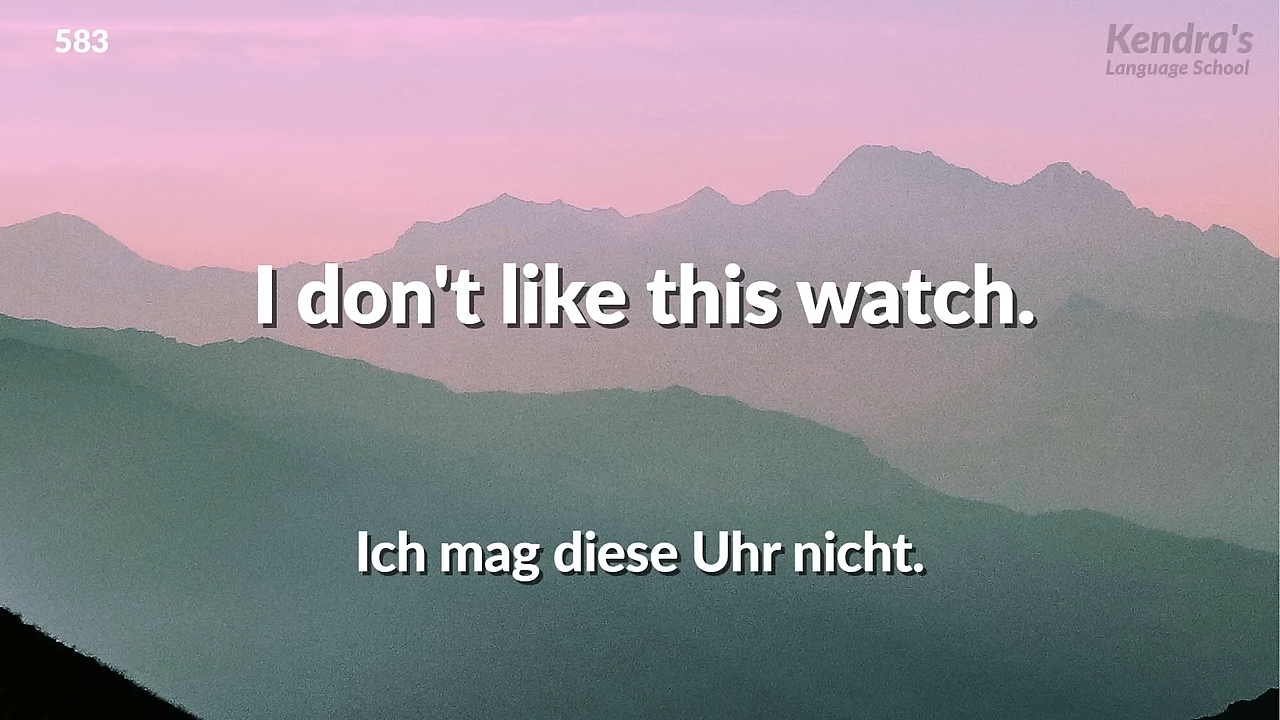 583
Kendra's
Language School
I don't like this watch.
Ich mag diese Uhr nicht.